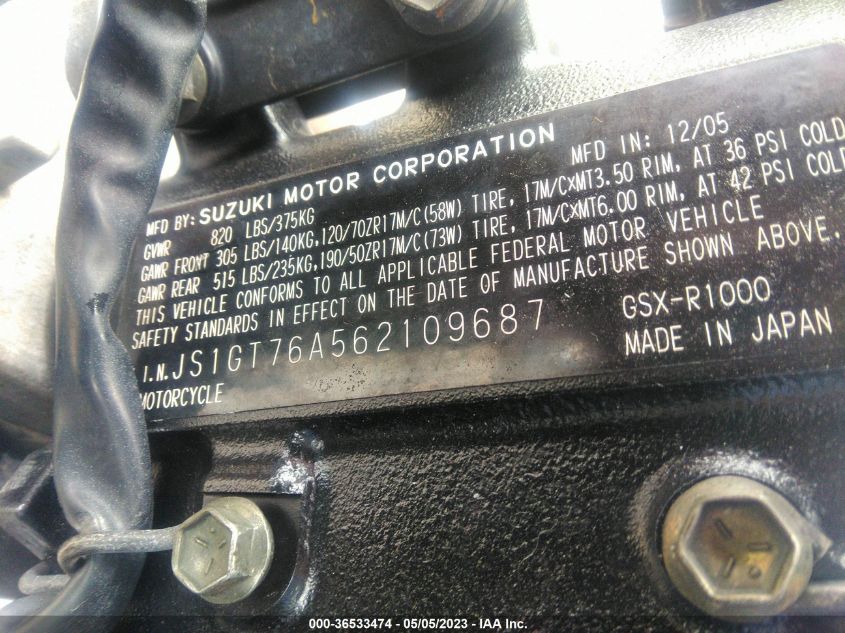 MFD BY: SUZUKI MOTOR CORPORATION MFD IN: 12/05
GVWR 820 LBS/375KG
GAWR FRONT 305 LBS/140KG,120/70ZR17M/C(58W) TIRE, 17M/CXMT3.50 RIM, AT 36 PSI COLD
GAWR REAR 515 LBS/235KG,190/50ZR17M/C(73W) TIRE, 17M/CXMT6.00 RIM, AT 42 PSI COLD
THIS VEHICLE CONFORMS TO ALL APPLICABLE FEDERAL MOTOR VEHICLE
SAFETY STANDARDS IN EFFECT ON THE DATE OF MANUFACTURE SHOWN ABOVE.
I.N. JS1GT76A562109687 GSX-R1000
MOTORCYCLE MADE IN JAPAN
000-36533474 - 05/05/2023 - IAA Inc.